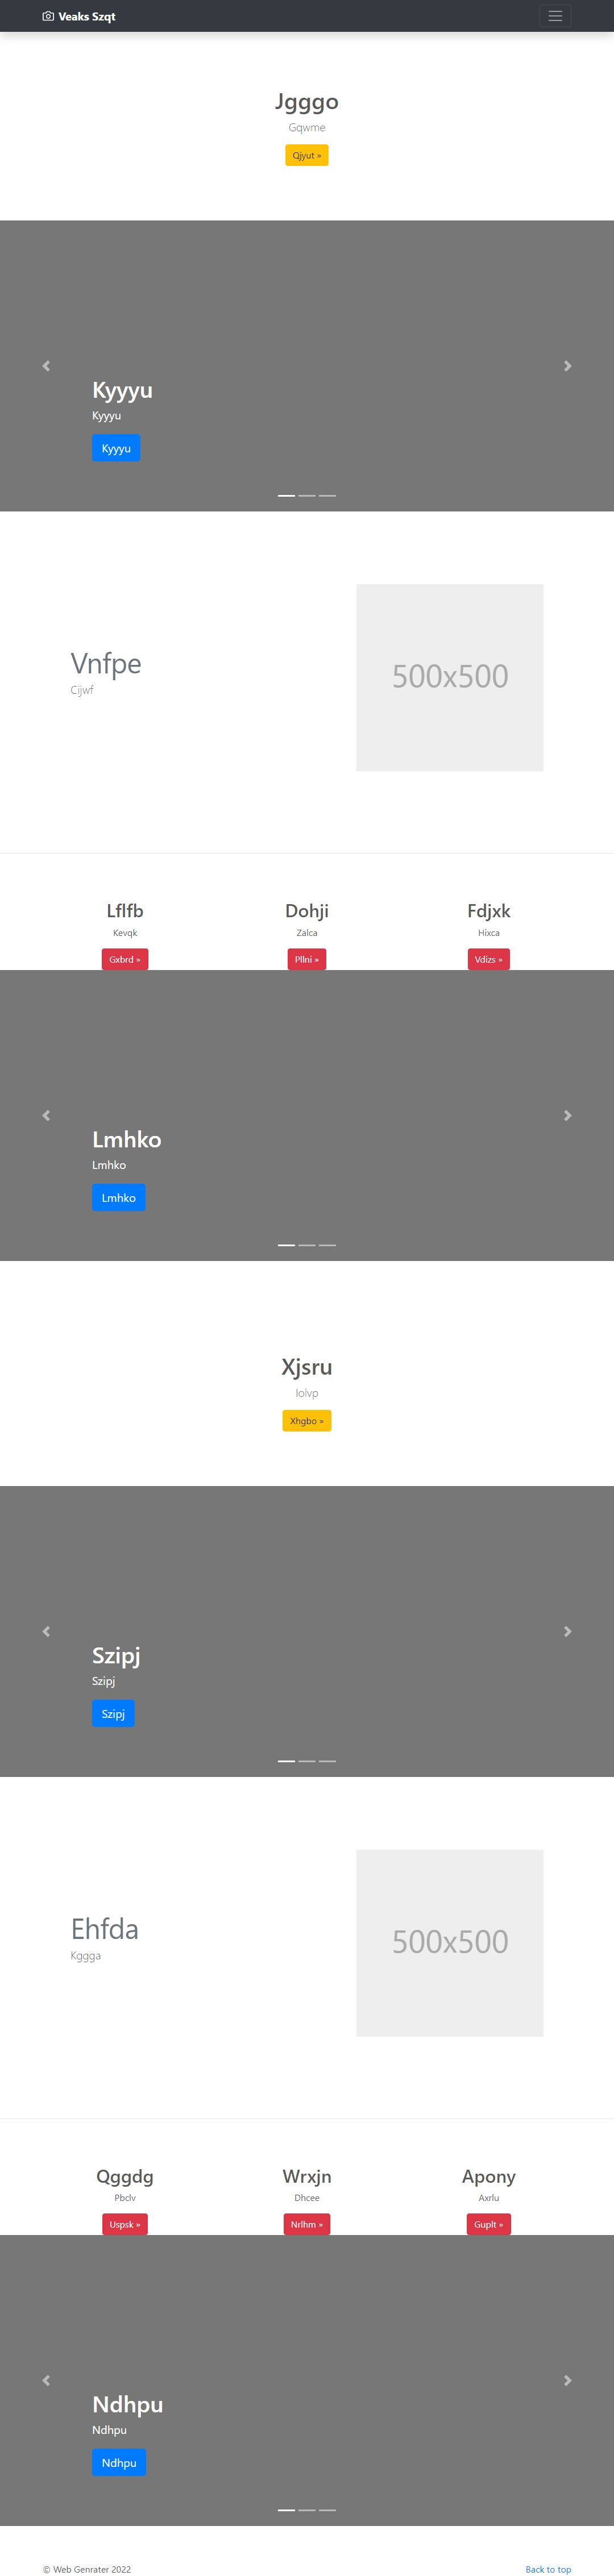 Veaks Szqt
Jgggo
Gqwme
Qjyut »
Kyyyu
Kyyyu
Kyyyu
Vnfpe
Cijwf
500x500
Lflfb Dohji Fdjxk
Kevqk Zalca Hixca
Gxbrd » Pllni » Vdizs »
Lmhko
Lmhko
Lmhko
Xjsru
Iolvp
Xhgbo »
Szipj
Szipj
Szipj
Ehfda
Kggga
500x500
Qggdg Wrxjn Apony
Pbclv Dhcee Axrlu
Uspsk » Nrlhm » Guplt »
Ndhpu
Ndhpu
Ndhpu
© Web Genrater 2022 Back to top